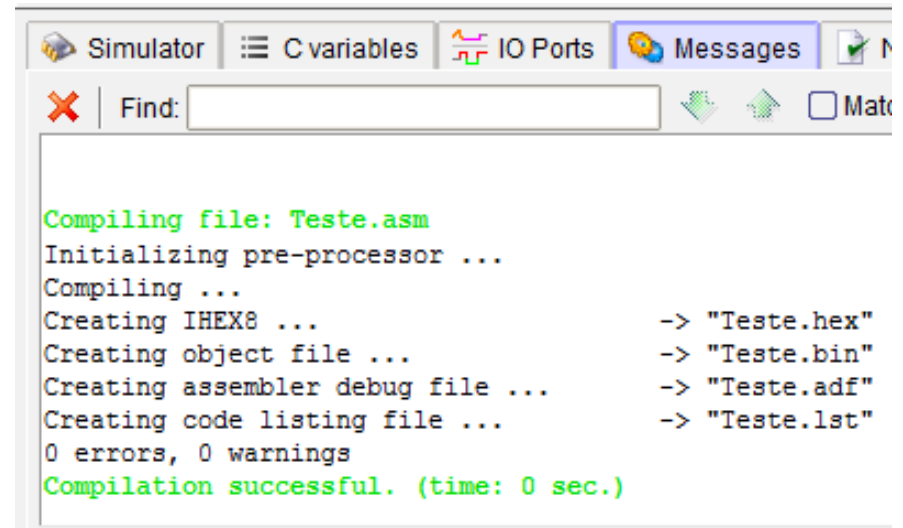 Simulator C variables IO Ports Messages
Find:
Compiling file: Teste.asm
Initializing pre-processor ...
Compiling ...
Creating IHEX8 ... -> "Teste.hex"
Creating object file ... -> "Teste.bin"
Creating assembler debug file ... -> "Teste.adf"
Creating code listing file ... -> "Teste.lst"
0 errors, 0 warnings
Compilation successful. (time: 0 sec.)